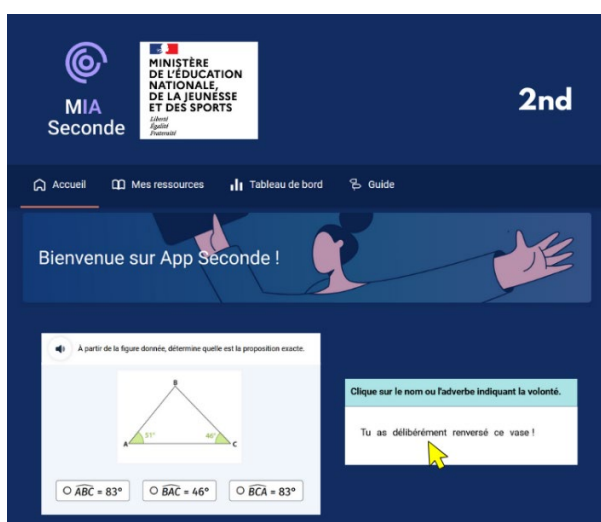 MIA
Seconde
MINISTÈRE
DE L'ÉDUCATION
NATIONALE,
DE LA JEUNESSE
ET DES SPORTS
Liberté
Égalité
Fraternité
2nd
Accueil
Mes ressources
Tableau de bord
Guide
Bienvenue sur App Seconde !
À partir de la figure donnée, détermine quelle est la proposition exacte.
B
51°
46°
A
C
ABC = 83°
BAC = 46°
BCA = 83°
Clique sur le nom ou l'adverbe indiquant la volonté.
Tu as délibérément renversé ce vase !